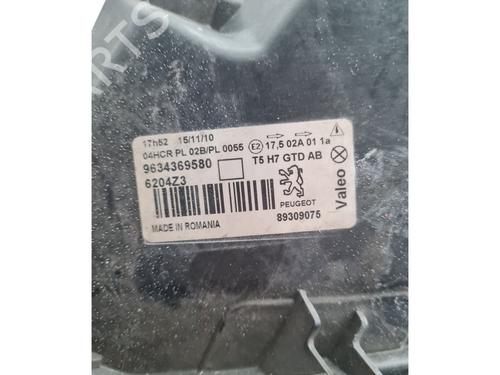 PARTS
17h52 15/11/10
04HCR PL 02B/PL 0055 E2 17,5 02A 01 1a
9634369580 T5 H7 GTD AB
6204Z3
PEUGEOT
MADE IN ROMANIA 89309075
Valeo